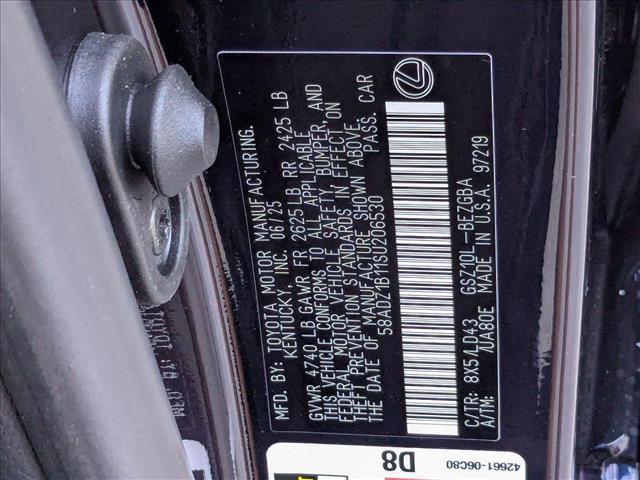 MFD. BY: TOYOTA MOTOR MANUFACTURING.
KENTUCKY, INC. 06/25
GVWR 4740 LB GAWR FR 2625 LB RR 2425 LB
THIS VEHICLE CONFORMS TO ALL APPLICABLE
FEDERAL MOTOR VEHICLE SAFETY, BUMPER, AND
THEFT PREVENTION STANDARDS IN EFFECT ON
THE DATE OF MANUFACTURE SHOWN ABOVE.
58ADZ1B11SU206530 PASS. CAR
C/TR: 8X5/LD43 GSZ10L-BEZGBA
A/TM: /UA80E MADE IN U.S.A. 97219
D8
42661-06C80